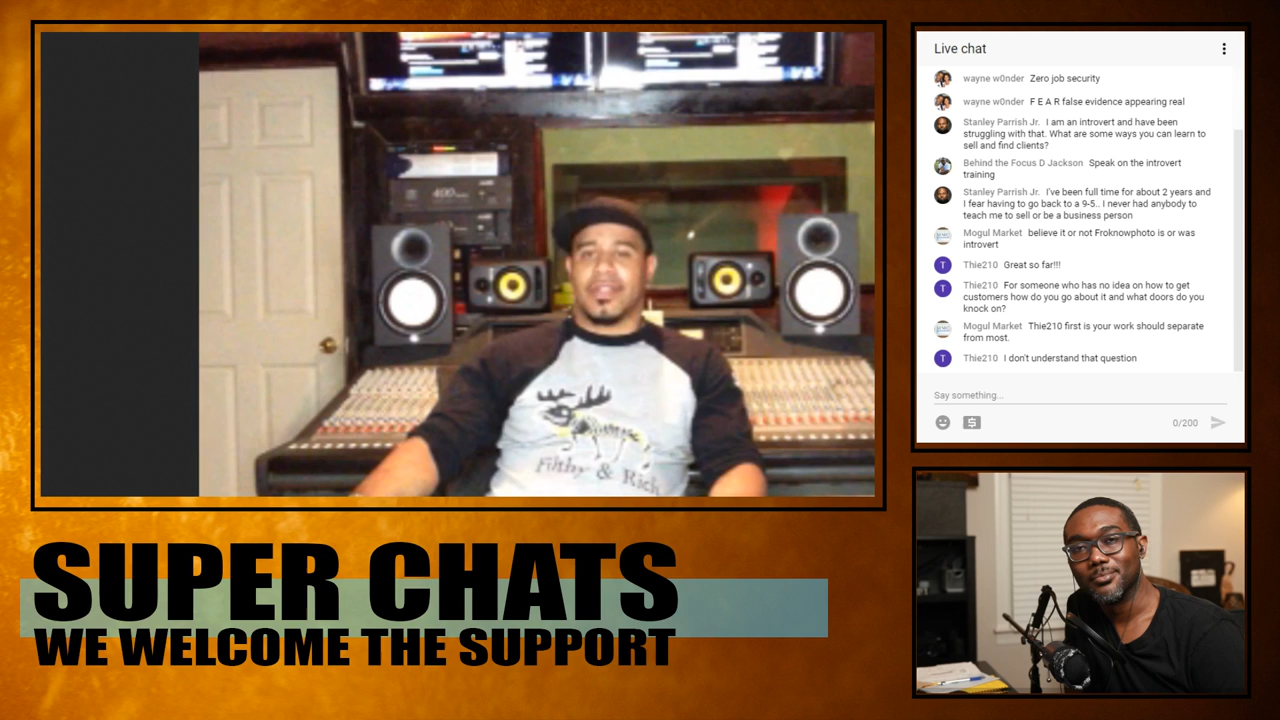 400
Filthy & Rich
SUPER CHATS
WE WELCOME THE SUPPORT
Live chat
wayne w0nder Zero job security
wayne w0nder F E A R false evidence appearing real
Stanley Parrish Jr. I am an introvert and have been
struggling with that. What are some ways you can learn to
sell and find clients?
Behind the Focus D Jackson Speak on the introvert
training
Stanley Parrish Jr. I've been full time for about 2 years and
I fear having to go back to a 9-5.. I never had anybody to
teach me to sell or be a business person
Mogul Market believe it or not Froknowphoto is or was
introvert
T Thie210 Great so far!!!
T Thie210 For someone who has no idea on how to get
customers how do you go about it and what doors do you
knock on?
Mogul Market Thie210 first is your work should separate
from most.
T Thie210 I don't understand that question
Say something...
0/200